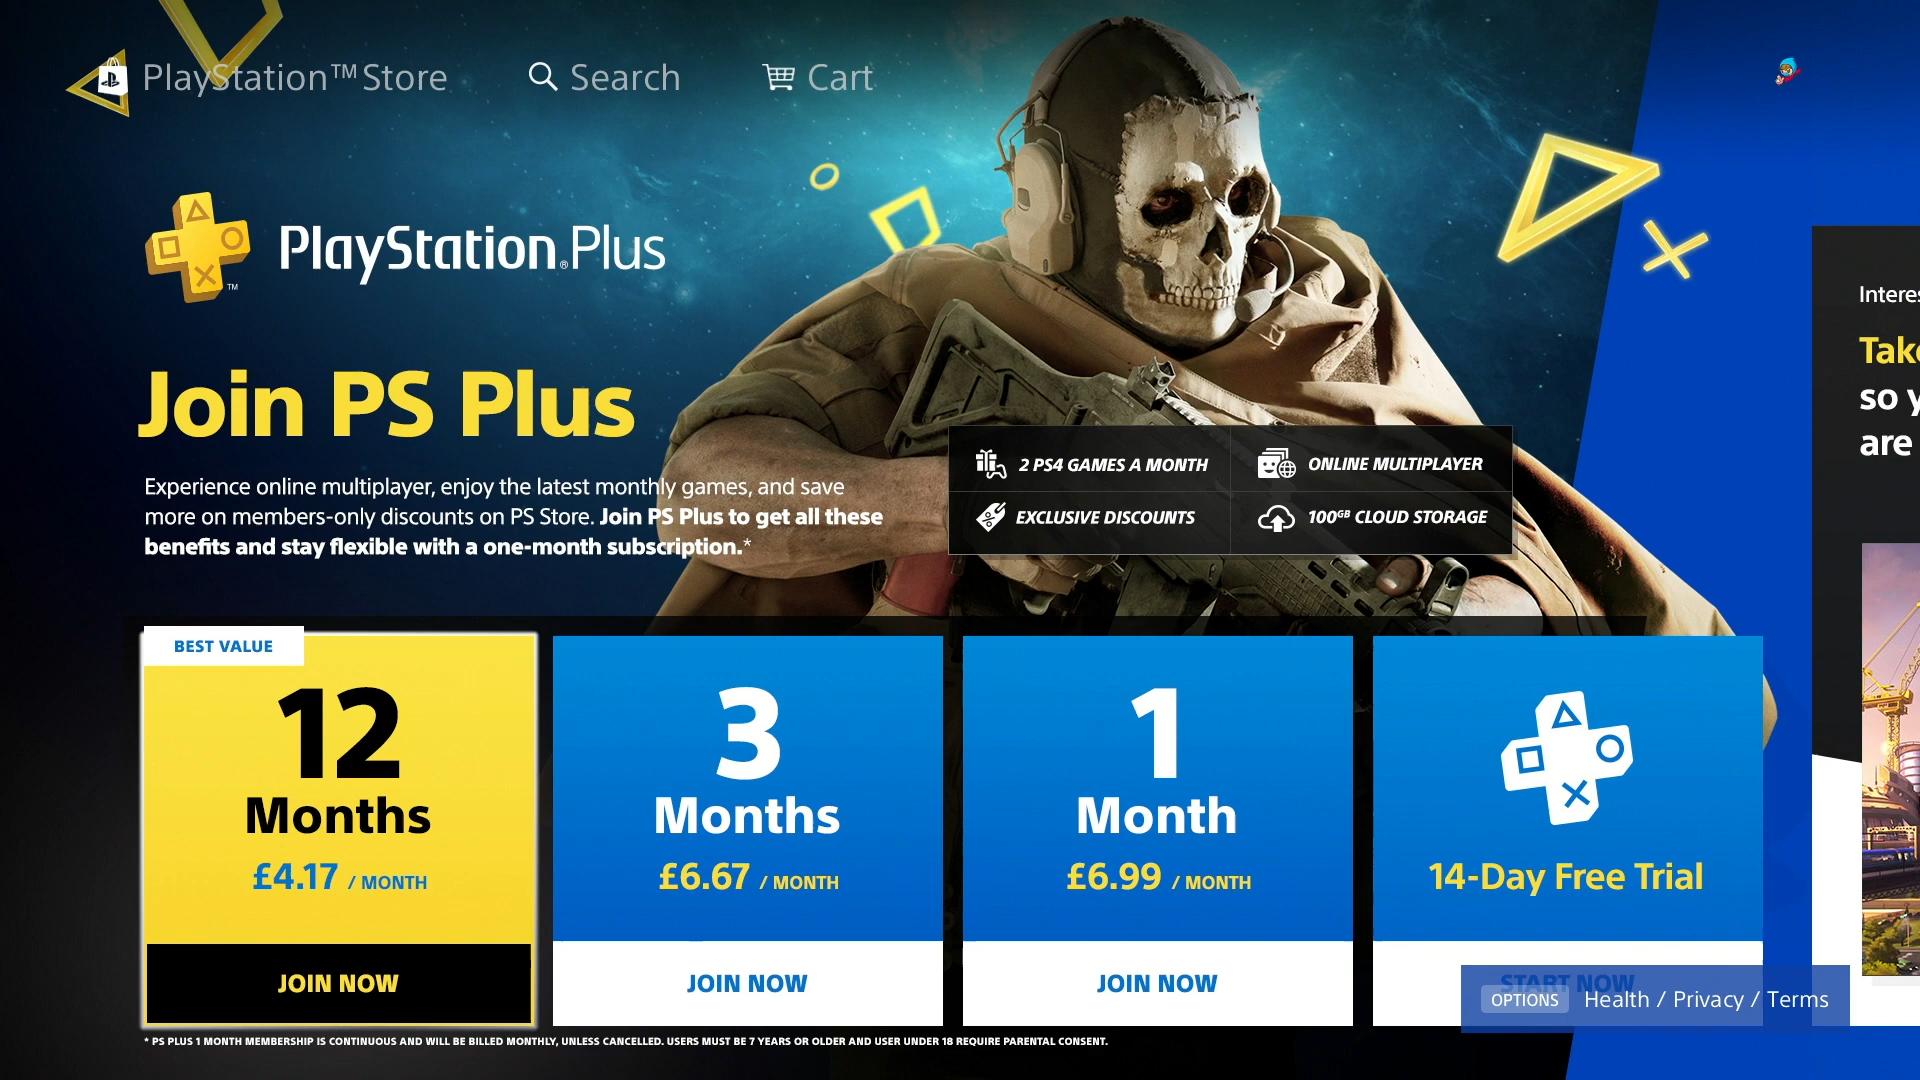 PlayStation™Store
Search
Cart
PlayStation®Plus
TM
Join PS Plus
Experience online multiplayer, enjoy the latest monthly games, and save
more on members-only discounts on PS Store. Join PS Plus to get all these
benefits and stay flexible with a one-month subscription.*
2 PS4 GAMES A MONTH
ONLINE MULTIPLAYER
EXCLUSIVE DISCOUNTS
100GB CLOUD STORAGE
Take
so y
are
BEST VALUE
12
Months
£4.17 / MONTH
JOIN NOW
3
Months
£6.67 / MONTH
JOIN NOW
1
Month
£6.99 / MONTH
JOIN NOW
14-Day Free Trial
START NOW
OPTIONS Health / Privacy / Terms
* PS PLUS 1 MONTH MEMBERSHIP IS CONTINUOUS AND WILL BE BILLED MONTHLY, UNLESS CANCELLED. USERS MUST BE 7 YEARS OR OLDER AND USER UNDER 18 REQUIRE PARENTAL CONSENT.